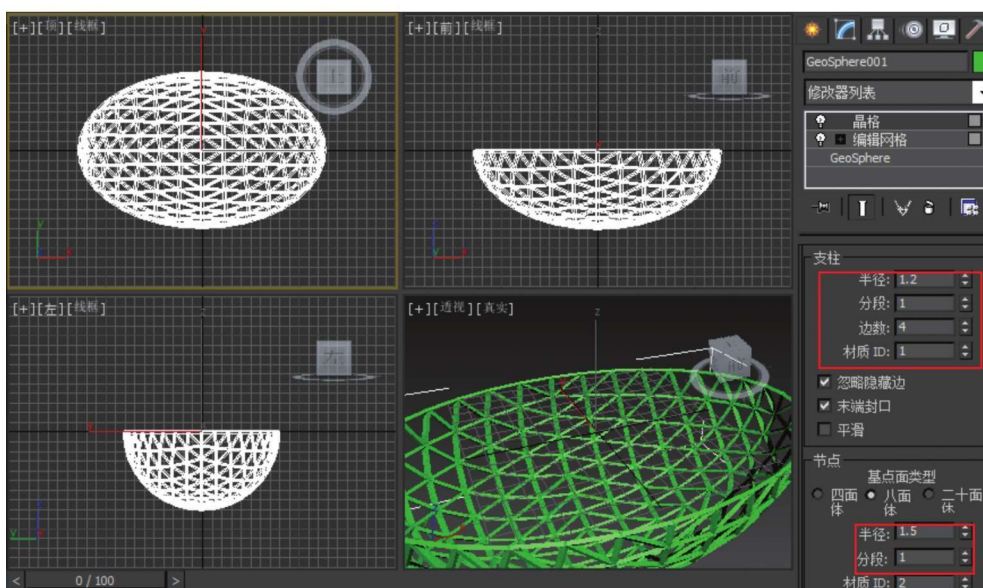 [+][顶][线框]
[+][前][线框]
前
[+][左][线框]
左
[+][透视][真实]
前
y
x
z
< 0 / 100 >
GeoSphere001
修改器列表
晶格
编辑网格
GeoSphere
支柱
半径: 1.2
分段: 1
边数: 4
材质 ID: 1
忽略隐藏边
末端封口
平滑
节点
基点面类型
四面体
八面体
二十面体
半径: 1.5
分段: 1
材质 ID: 2